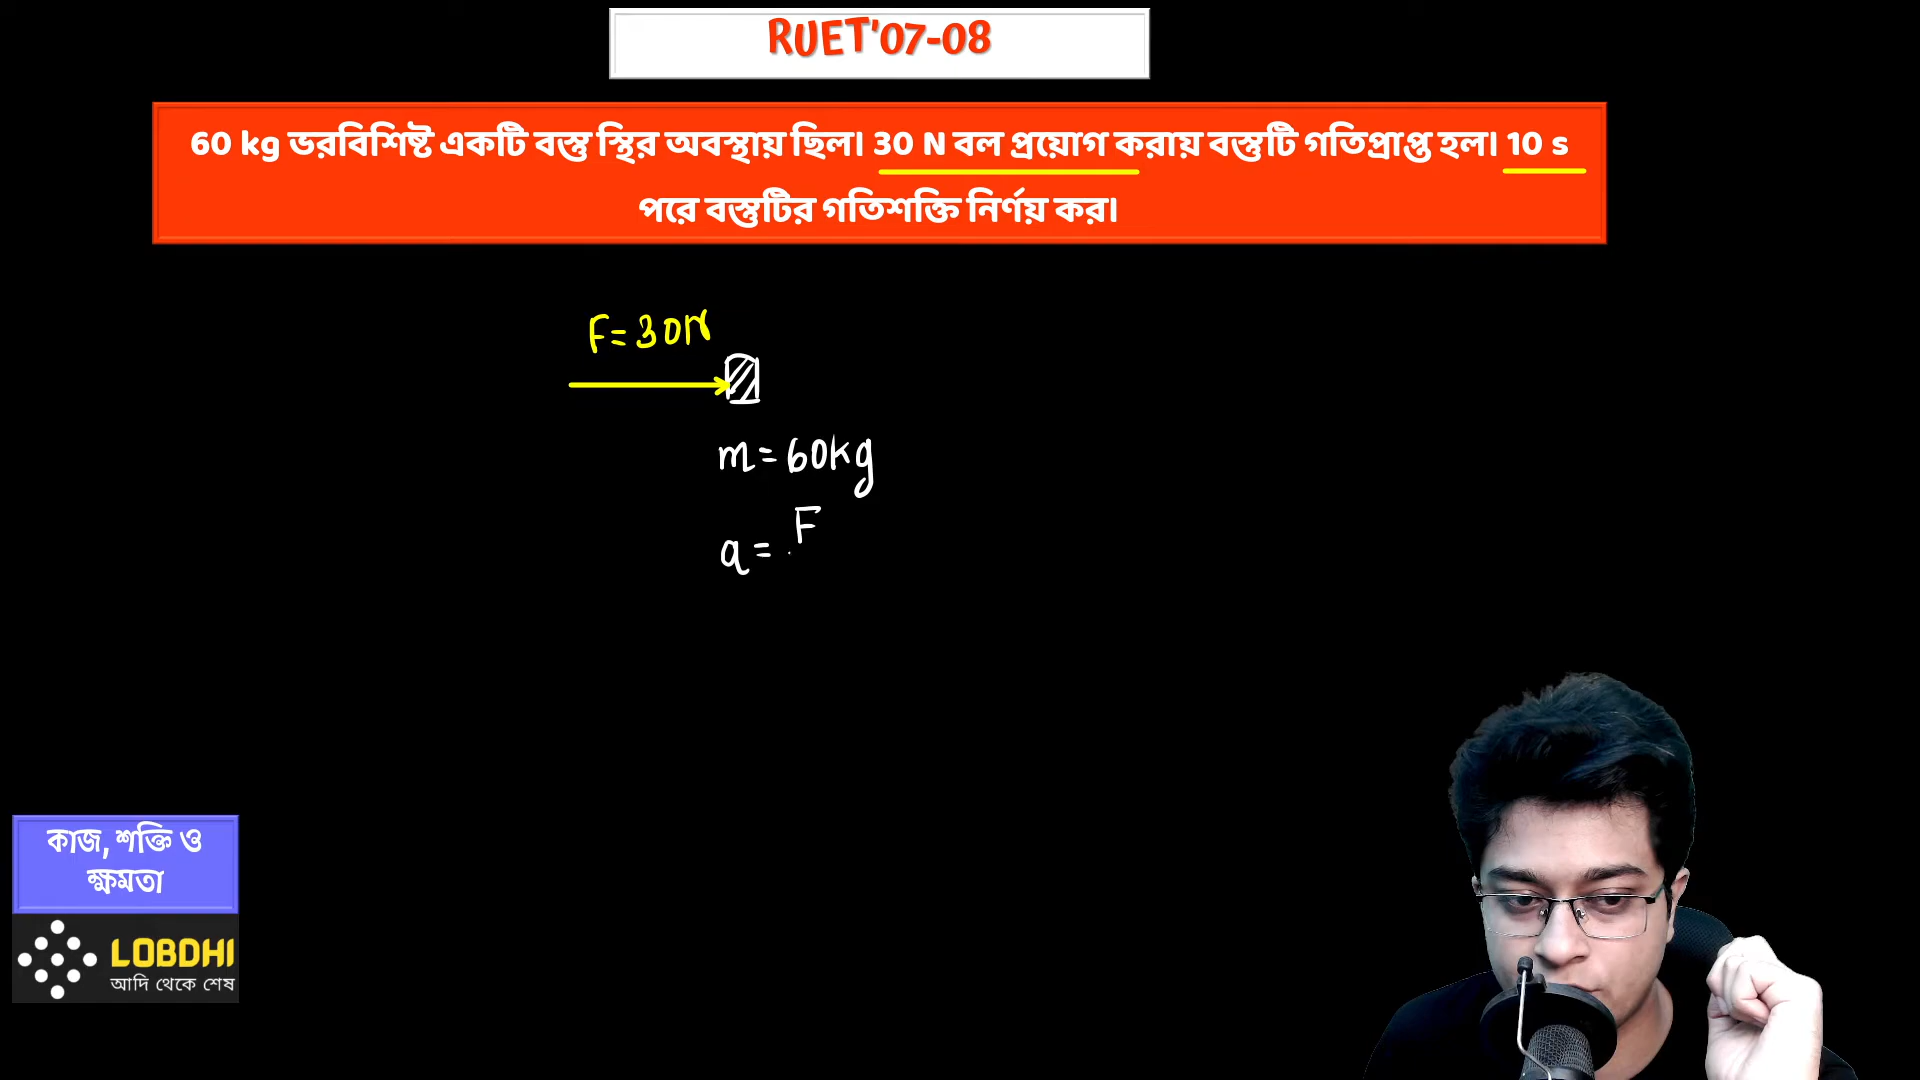 RUET'07-08
60 kg ভরবিশিষ্ট একটি বস্তু স্থির অবস্থায় ছিল। 30 N বল প্রয়োগ করায় বস্তুটি গতিপ্রাপ্ত হল। 10 s
পরে বস্তুটির গতিশক্তি নির্ণয় কর।
F=30N
m=60kg
a= F
কাজ, শক্তি ও
ক্ষমতা
LOBDHI
আদি থেকে শেষ